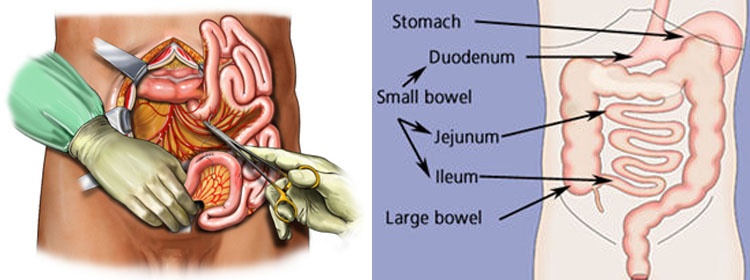 Stomach
Duodenum
Small bowel
Jejunum
Ileum
Large bowel